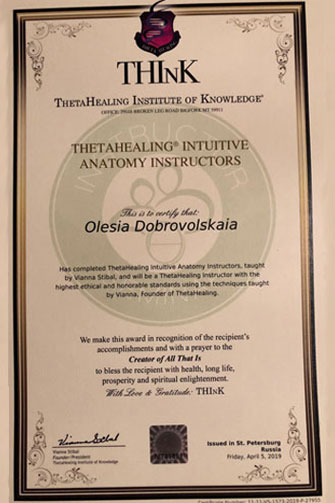 THInK
THETAHEALING INSTITUTE OF KNOWLEDGE®
INSTRUCTOR
THETAHEALING® INTUITIVE
ANATOMY INSTRUCTORS
This is to certify that:
Olesia Dobrovolskaia
Has completed ThetaHealing Intuitive Anatomy Instructors, taught
by Vianna Stibal, and will be a ThetaHealing Instructor with the
highest ethical and honorable standards using the techniques taught
by Vianna, Founder of ThetaHealing.
We make this award in recognition of the recipient's
accomplishments and with a prayer to the
Creator of All That Is
to bless the recipient with health, long life,
prosperity and spiritual enlightenment.
With Love & Gratitude: THInK
Vianna Stibal
Vianna Stibal
Founder/President
ThetaHealing Institute of Knowledge
Issued in St. Petersburg
Russia
Friday, April 5, 2019